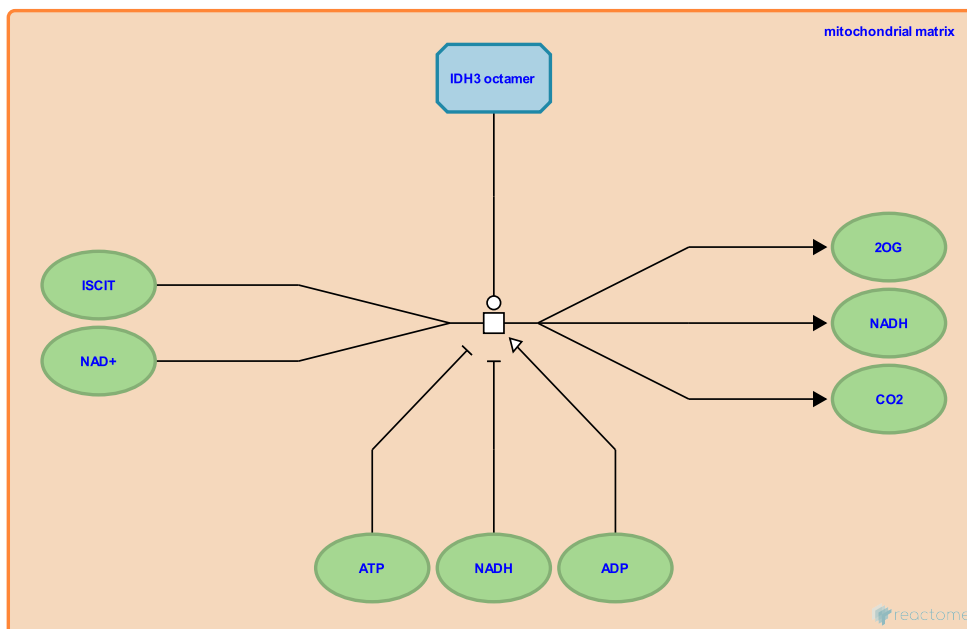 mitochondrial matrix
IDH3 octamer
ISCIT
NAD+
2OG
NADH
CO2
ATP
NADH
ADP
reactome